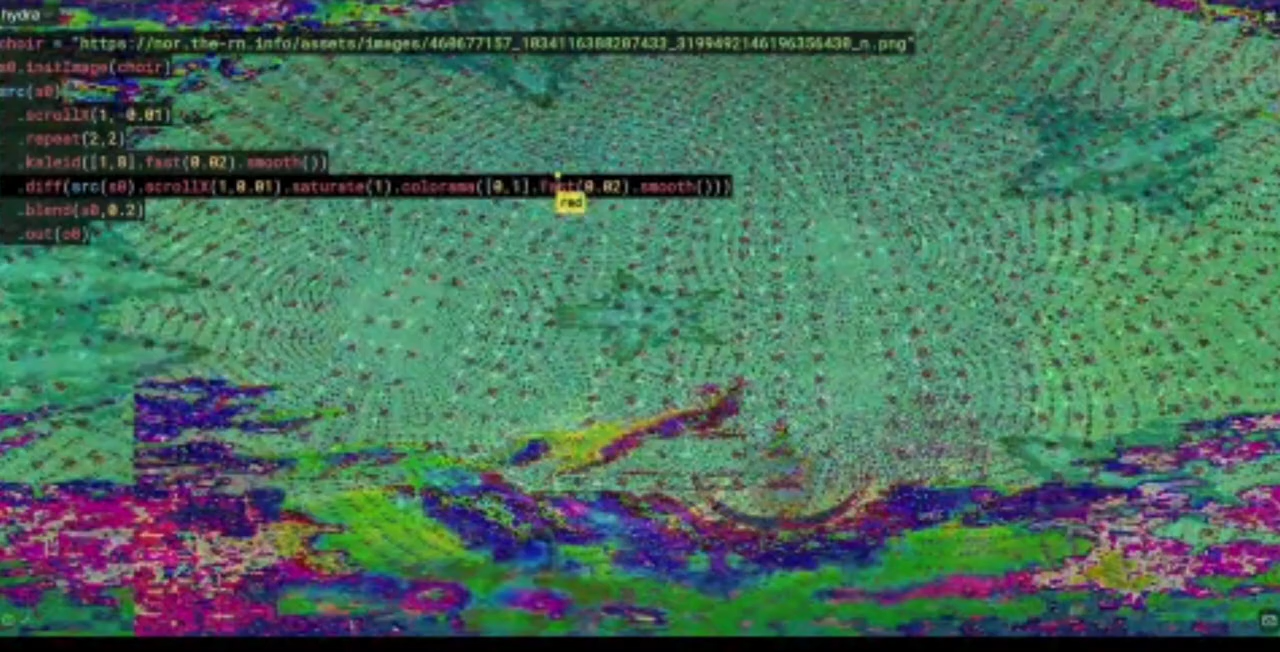 hydra
choir = "https://nor.the-rn.info/assets/images/460677157_1034116388207433_3199492146196356430_n.png"
s0.initImage(choir)
src(s0)
.scrollX(1,-0.01)
.repeat(2,2)
.kaleid([1,8].fast(0.02).smooth())
.diff(src(s0).scrollX(1,0.01).saturate(1).colorama([0,1].fast(0.02).smooth()))
red
.blend(s0,0.2)
.out(o0)